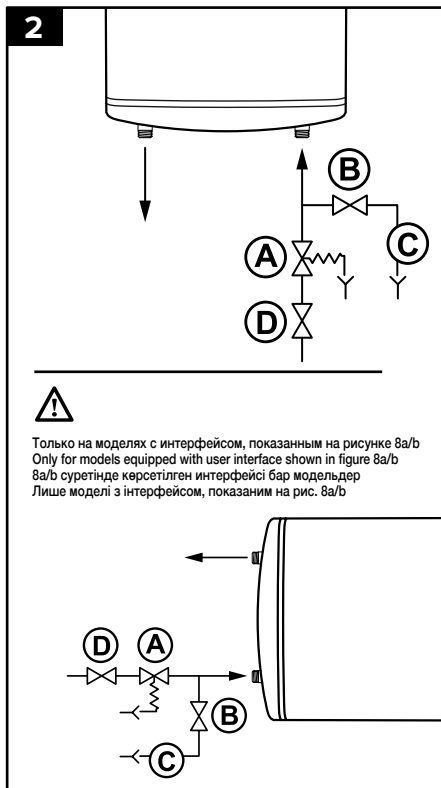 2
B
C
A
D
Только на моделях с интерфейсом, показанным на рисунке 8a/b
Only for models equipped with user interface shown in figure 8a/b
8a/b суретінде көрсетілген интерфейсі бар модельдер
Лише моделі з інтерфейсом, показаним на рис. 8a/b
D A
B
C